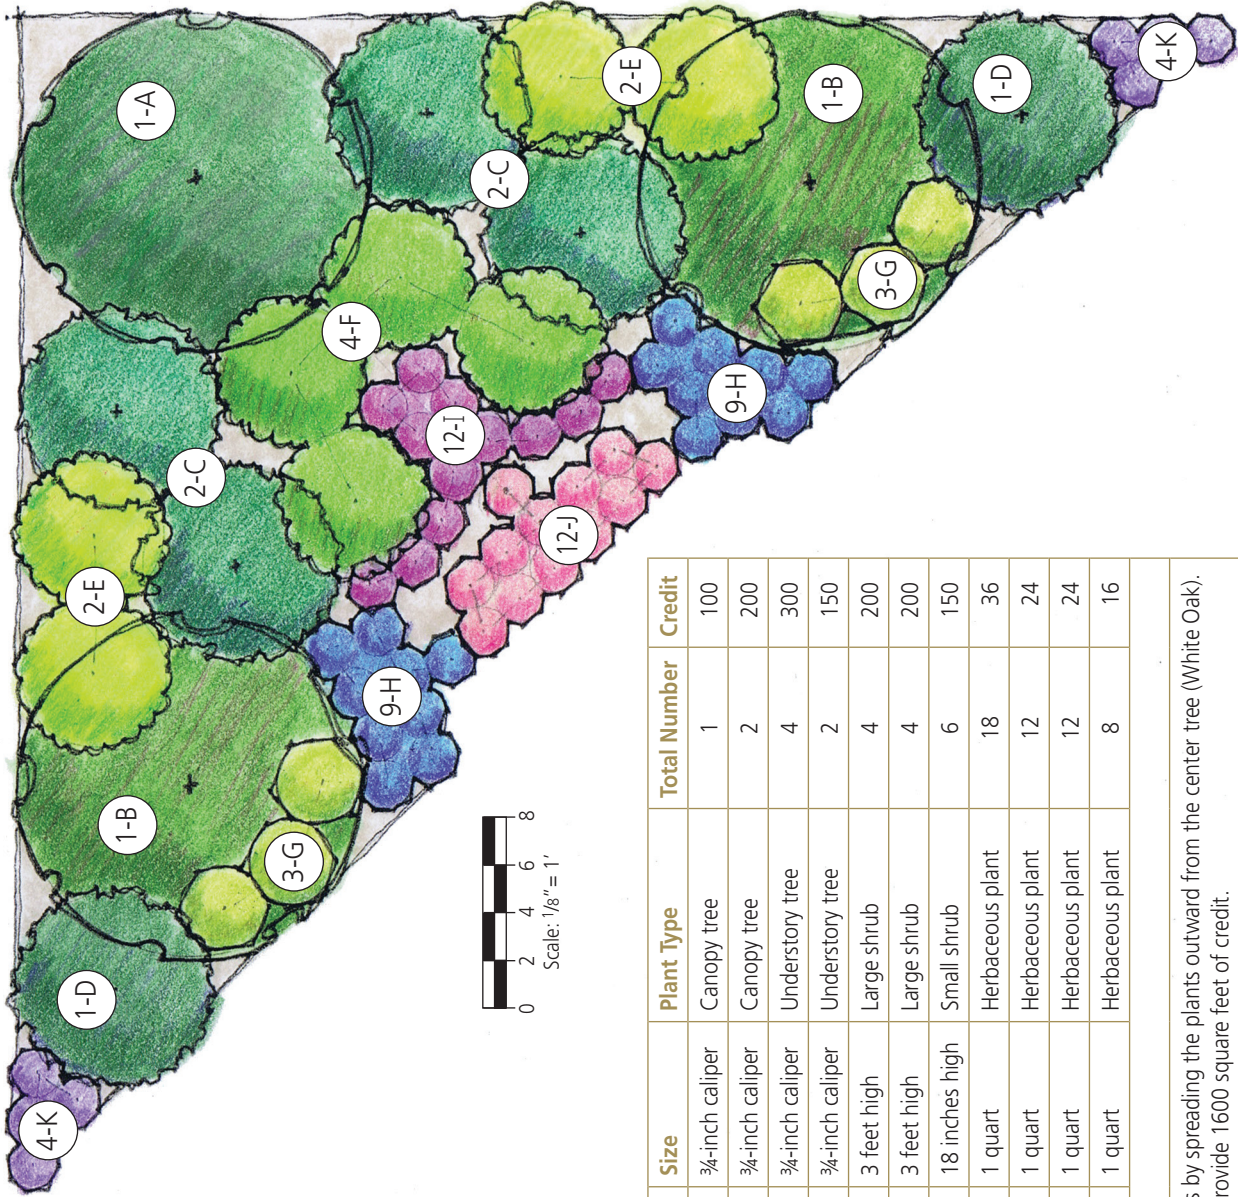 1-A
2-C
2-E
1-B
1-D
4-K
4-F
3-G
2-C
12-I
9-H
2-E
12-J
1-B
9-H
3-G
1-D
4-K
0 2 4 6 8
Scale: 1/8" = 1'
Size Plant Type Total Number Credit
¾-inch caliper Canopy tree 1 100
¾-inch caliper Canopy tree 2 200
¾-inch caliper Understory tree 4 300
¾-inch caliper Understory tree 2 150
3 feet high Large shrub 4 200
3 feet high Large shrub 4 200
18 inches high Small shrub 6 150
1 quart Herbaceous plant 18 36
1 quart Herbaceous plant 12 24
1 quart Herbaceous plant 12 24
1 quart Herbaceous plant 8 16
by spreading the plants outward from the center tree (White Oak).
1600 square feet of credit.